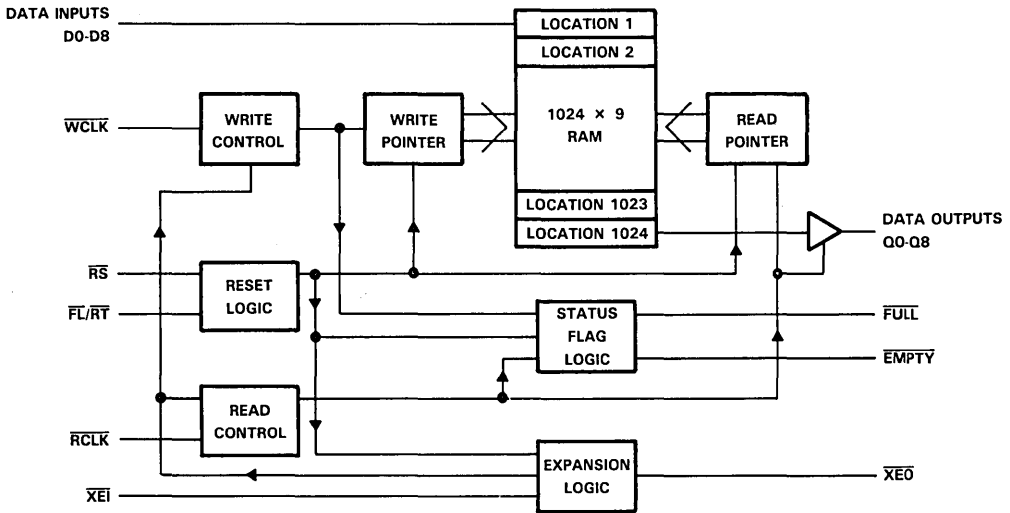 DATA INPUTS
D0-D8
LOCATION 1
LOCATION 2
1024 × 9
RAM
LOCATION 1023
LOCATION 1024
WCLK
WRITE
CONTROL
WRITE
POINTER
READ
POINTER
DATA OUTPUTS
Q0-Q8
RS
FL/RT
RESET
LOGIC
STATUS
FLAG
LOGIC
FULL
EMPTY
READ
CONTROL
RCLK
EXPANSION
LOGIC
XEI
XEO